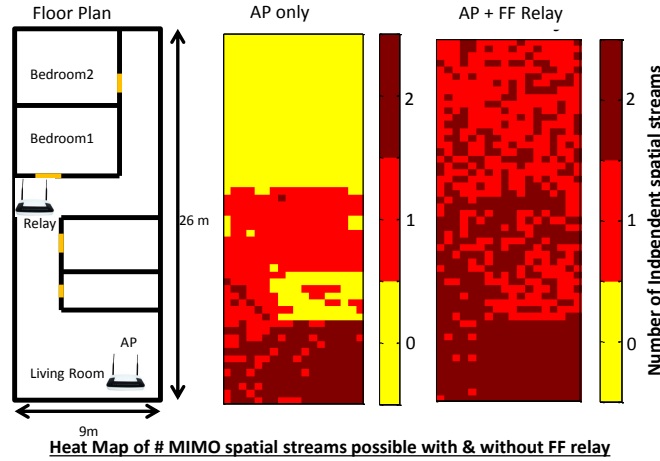 Floor Plan
AP only
AP + FF Relay
Bedroom2
Bedroom1
Relay
26 m
AP
Living Room
9m
2
1
0
2
1
0
Number of Indpendent spatial streams
Heat Map of # MIMO spatial streams possible with & without FF relay